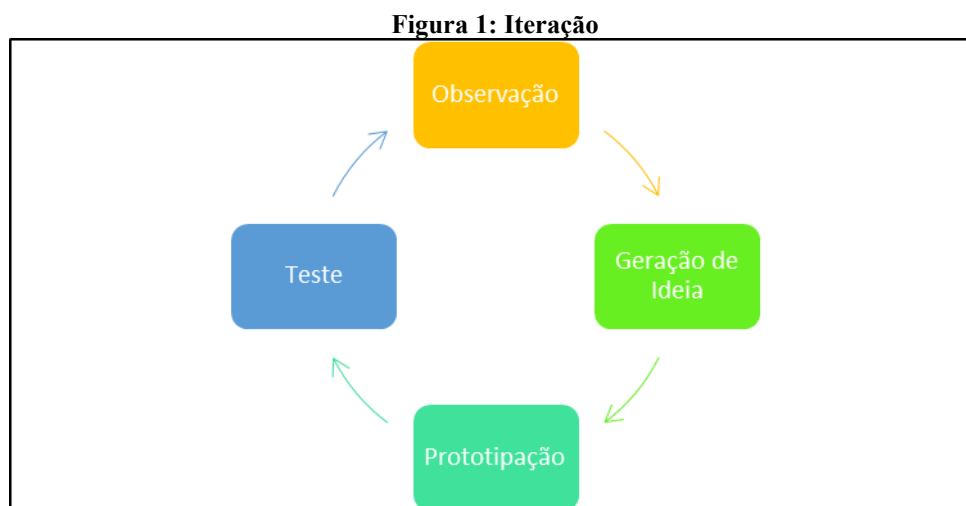 Figura 1: Iteração
Observação
Geração de
Ideia
Prototipação
Teste